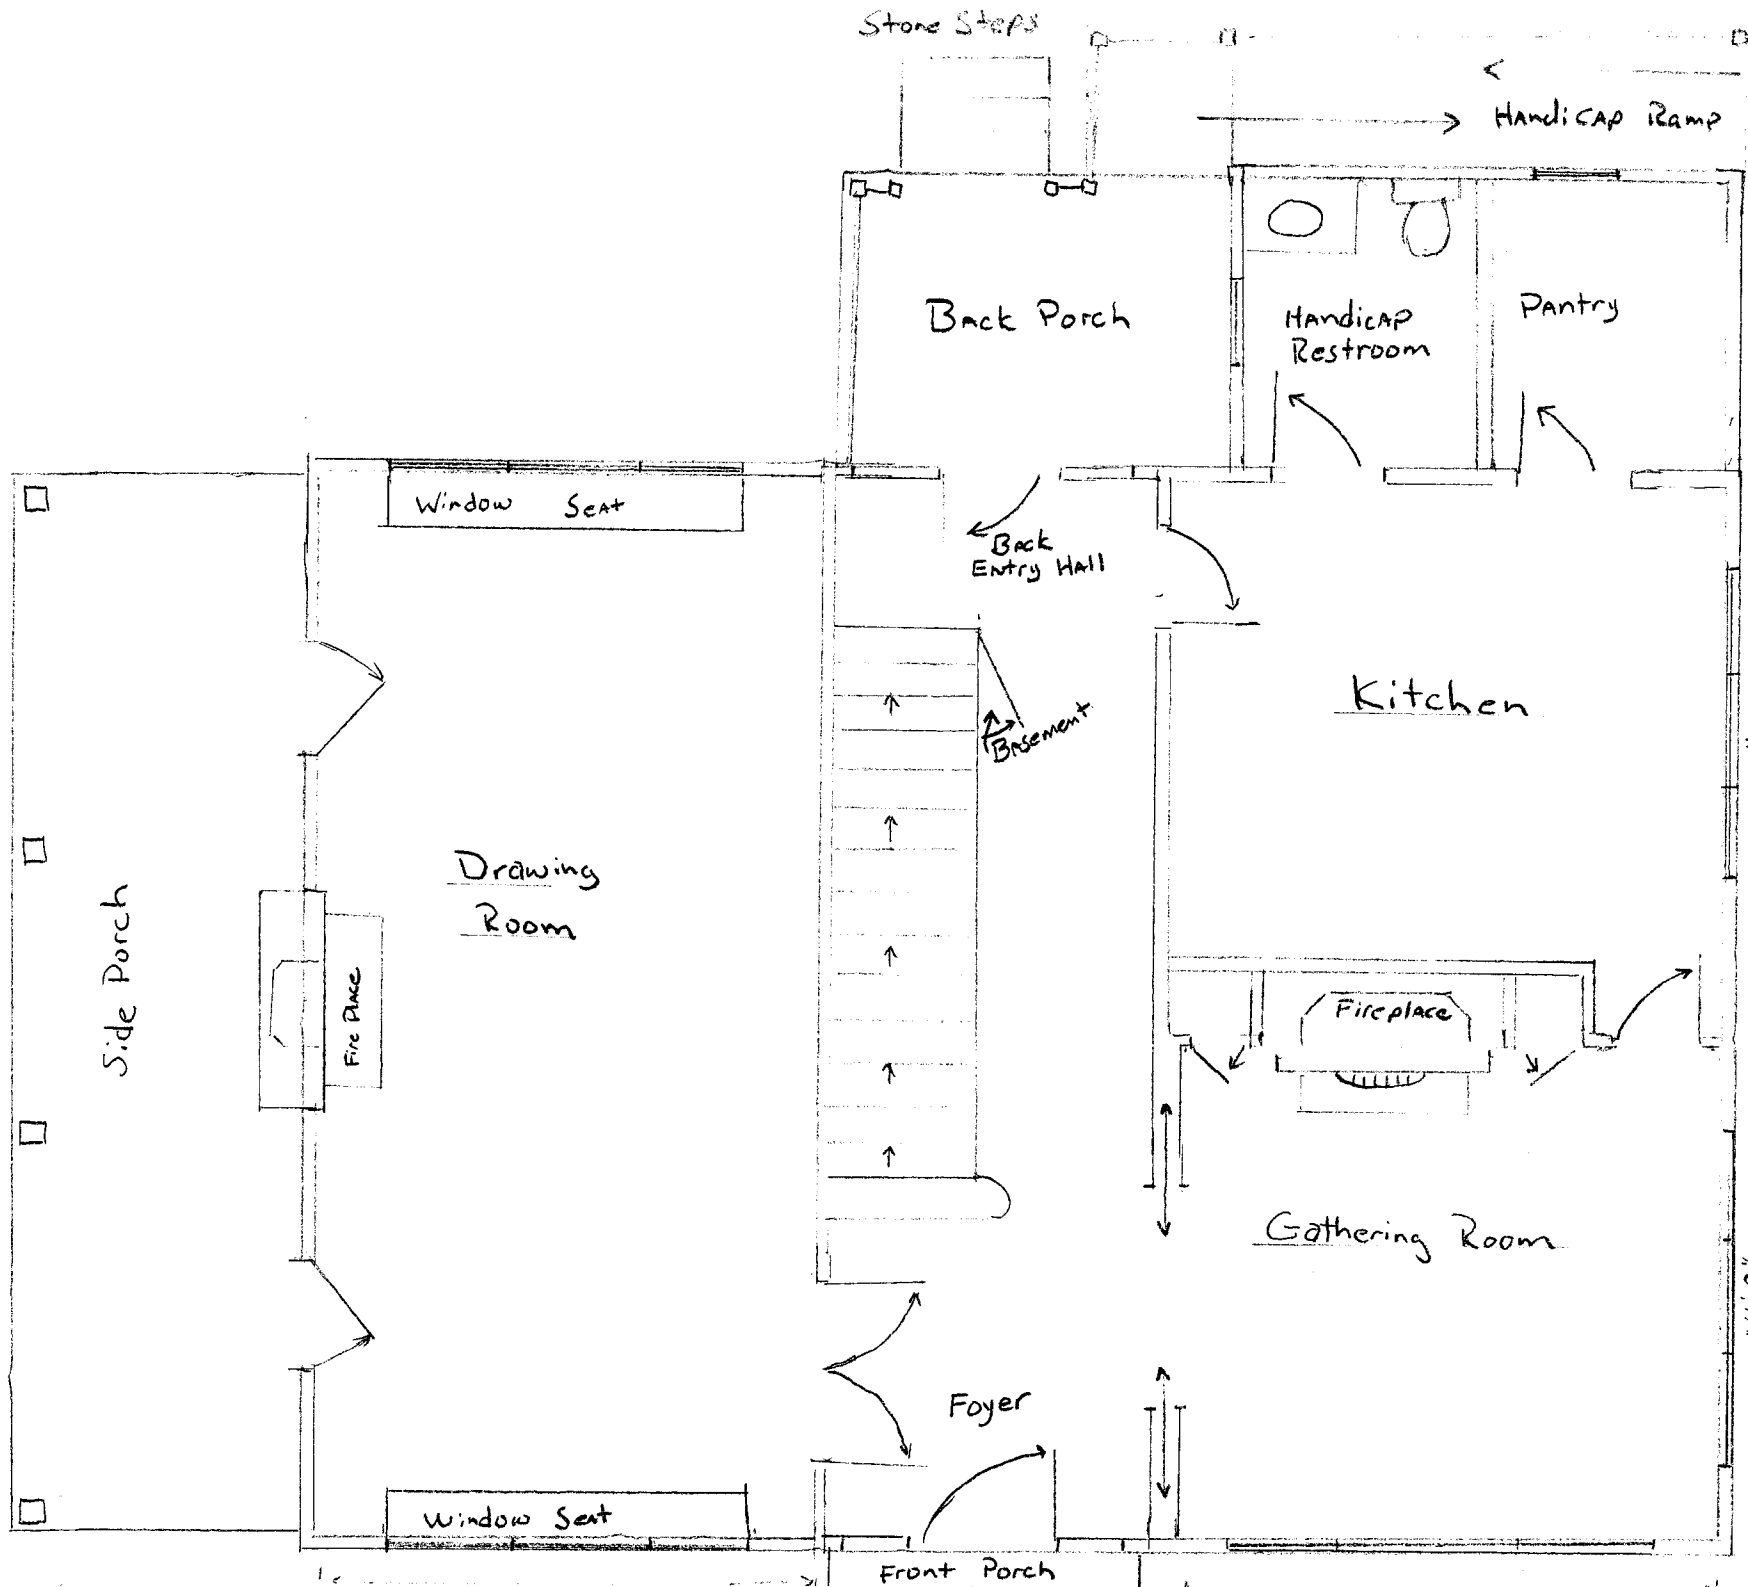 Stone Steps
HandiCAP Ramp
Back Porch
HandicAP
Restroom
Pantry
Window Seat
Back
Entry Hall
Kitchen
Basement
Drawing
Room
Side Porch
Fire Place
Fireplace
Gathering Room
Foyer
Window Seat
Front Porch